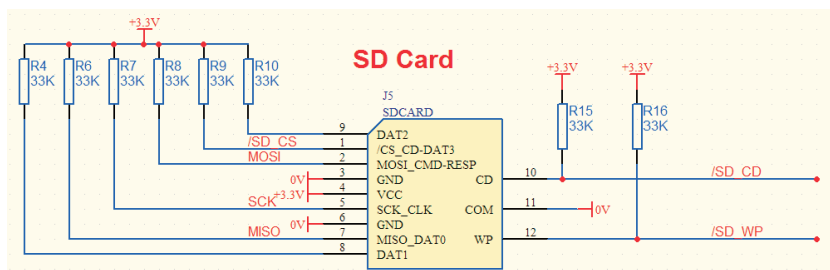 +3.3V
SD Card
R4 R6 R7 R8 R9 R10
33K 33K 33K 33K 33K 33K
+3.3V +3.3V
J5
SDCARD
R15 R16
33K 33K
9 DAT2
/SD_CS 1 /CS_CD-DAT3
MOSI 2 MOSI_CMD-RESP
0V 3 GND CD 10 /SD_CD
+3.3V 4 VCC
SCK 5 SCK_CLK COM 11 0V
0V 6 GND
MISO 7 MISO_DAT0 WP 12 /SD_WP
8 DAT1